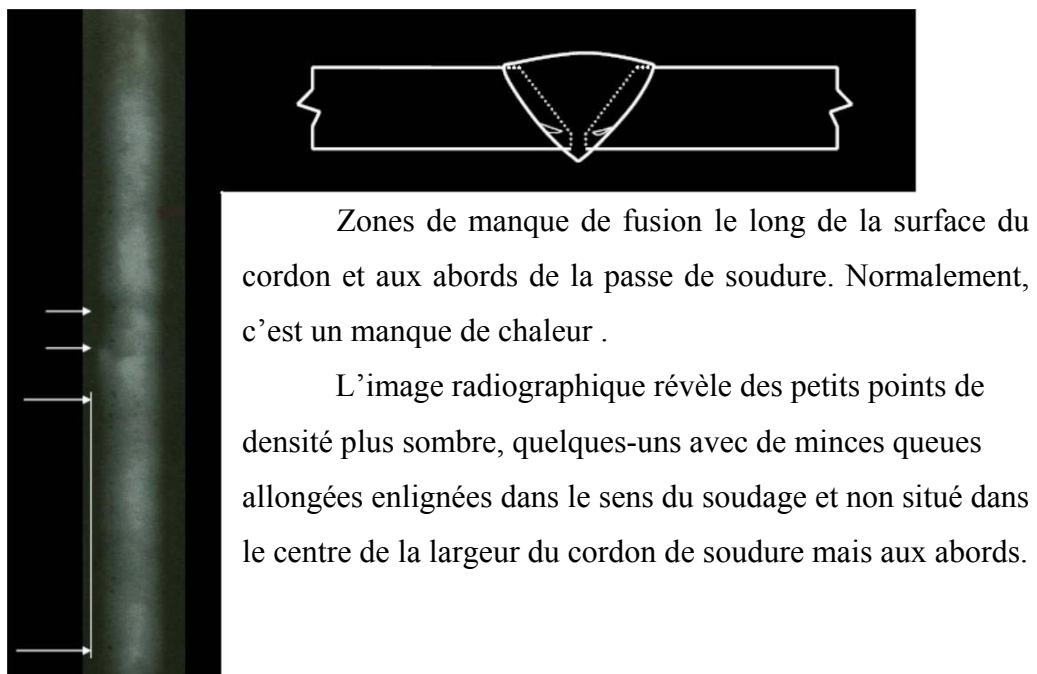 Zones de manque de fusion le long de la surface du
cordon et aux abords de la passe de soudure. Normalement,
c’est un manque de chaleur .
L’image radiographique révèle des petits points de
densité plus sombre, quelques-uns avec de minces queues
allongées enlignées dans le sens du soudage et non situé dans
le centre de la largeur du cordon de soudure mais aux abords.